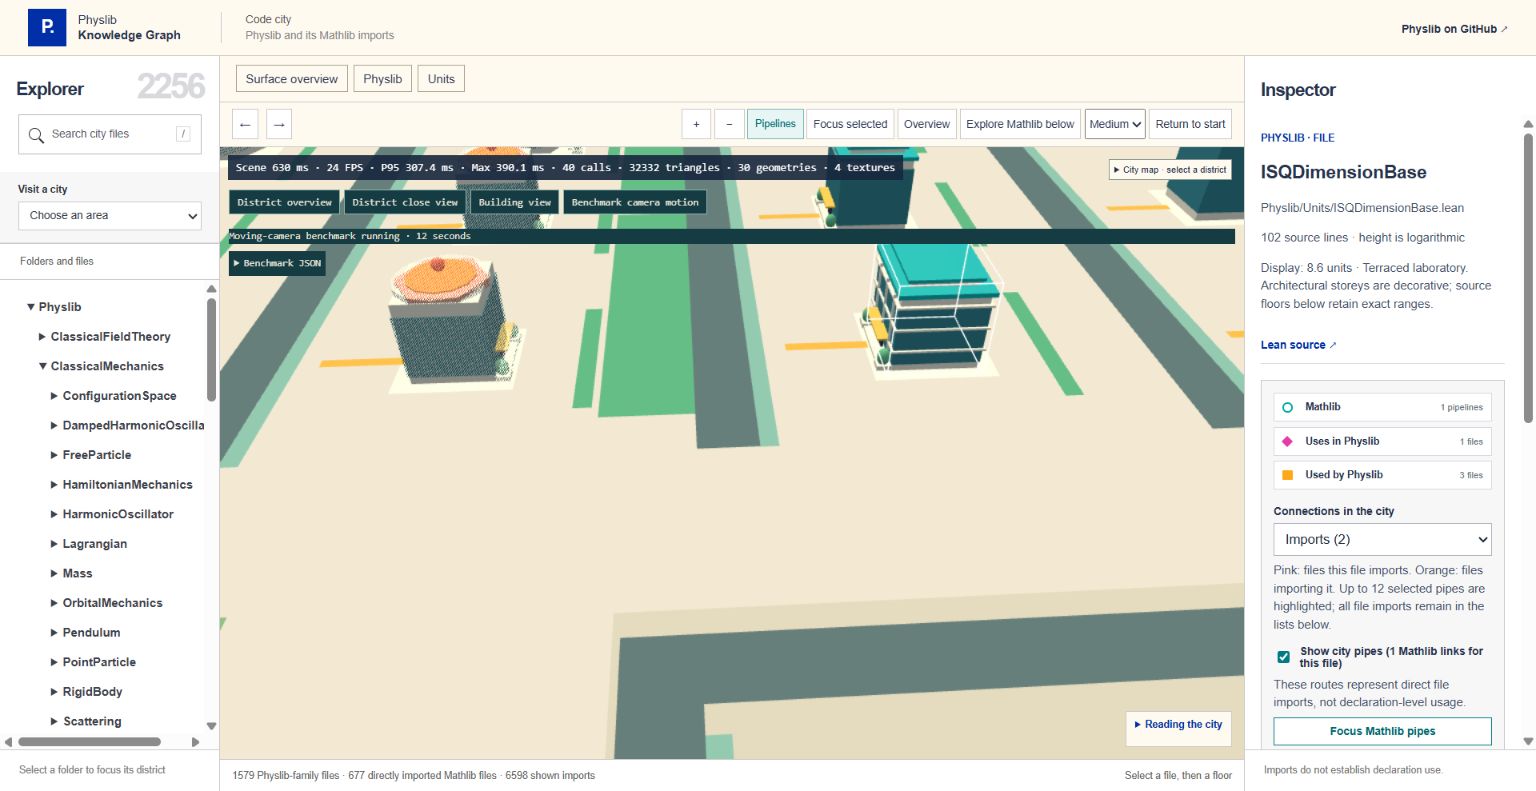 P.
Physlib
Knowledge Graph
Code city
Physlib and its Mathlib imports
Physlib on GitHub ↗
Explorer
2256
Search city files
/
Visit a city
Choose an area
Folders and files
▼ Physlib
▶ ClassicalFieldTheory
▼ ClassicalMechanics
▶ ConfigurationSpace
▶ DampedHarmonicOscilla
▶ FreeParticle
▶ HamiltonianMechanics
▶ HarmonicOscillator
▶ Lagrangian
▶ Mass
▶ OrbitalMechanics
▶ Pendulum
▶ PointParticle
▶ RigidBody
▶ Scattering
Select a folder to focus its district
Surface overview
Physlib
Units
← →
+ − Pipelines Focus selected Overview Explore Mathlib below Medium Return to start
Scene 630 ms · 24 FPS · P95 307.4 ms · Max 390.1 ms · 40 calls · 32332 triangles · 30 geometries · 4 textures
▶ City map · select a district
District overview
District close view
Building view
Benchmark camera motion
Moving-camera benchmark running · 12 seconds
▶ Benchmark JSON
▶ Reading the city
1579 Physlib-family files · 677 directly imported Mathlib files · 6598 shown imports
Select a file, then a floor
Inspector
PHYSLIB · FILE
ISQDimensionBase
Physlib/Units/ISQDimensionBase.lean
102 source lines · height is logarithmic
Display: 8.6 units · Terraced laboratory.
Architectural storeys are decorative; source
floors below retain exact ranges.
Lean source ↗
Mathlib 1 pipelines
Uses in Physlib 1 files
Used by Physlib 3 files
Connections in the city
Imports (2)
Pink: files this file imports. Orange: files
importing it. Up to 12 selected pipes are
highlighted; all file imports remain in the
lists below.
Show city pipes (1 Mathlib links for
this file)
These routes represent direct file
imports, not declaration-level usage.
Focus Mathlib pipes
Imports do not establish declaration use.